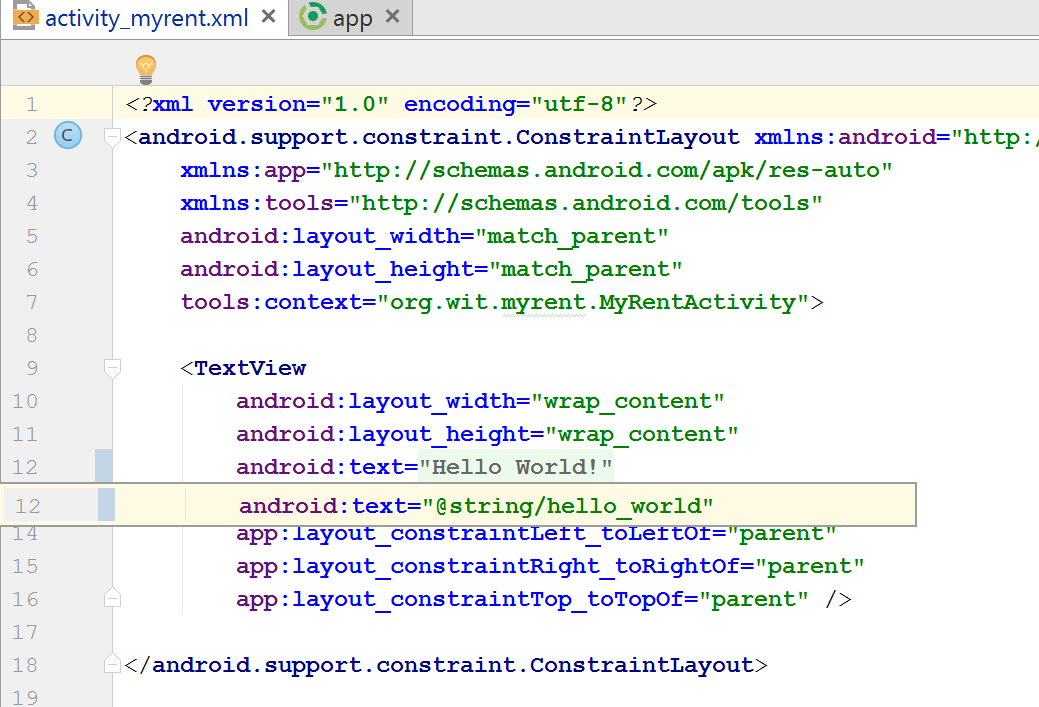 activity_myrent.xml × app ×
1 <?xml version="1.0" encoding="utf-8"?>
2 C <android.support.constraint.ConstraintLayout xmlns:android="http:/
3 xmlns:app="http://schemas.android.com/apk/res-auto"
4 xmlns:tools="http://schemas.android.com/tools"
5 android:layout_width="match_parent"
6 android:layout_height="match_parent"
7 tools:context="org.wit.myrent.MyRentActivity">
8
9 <TextView
10 android:layout_width="wrap_content"
11 android:layout_height="wrap_content"
12 android:text="Hello World!"
12 android:text="@string/hello_world"
14 app:layout_constraintLeft_toLeftOf="parent"
15 app:layout_constraintRight_toRightOf="parent"
16 app:layout_constraintTop_toTopOf="parent" />
17
18 </android.support.constraint.ConstraintLayout>
19